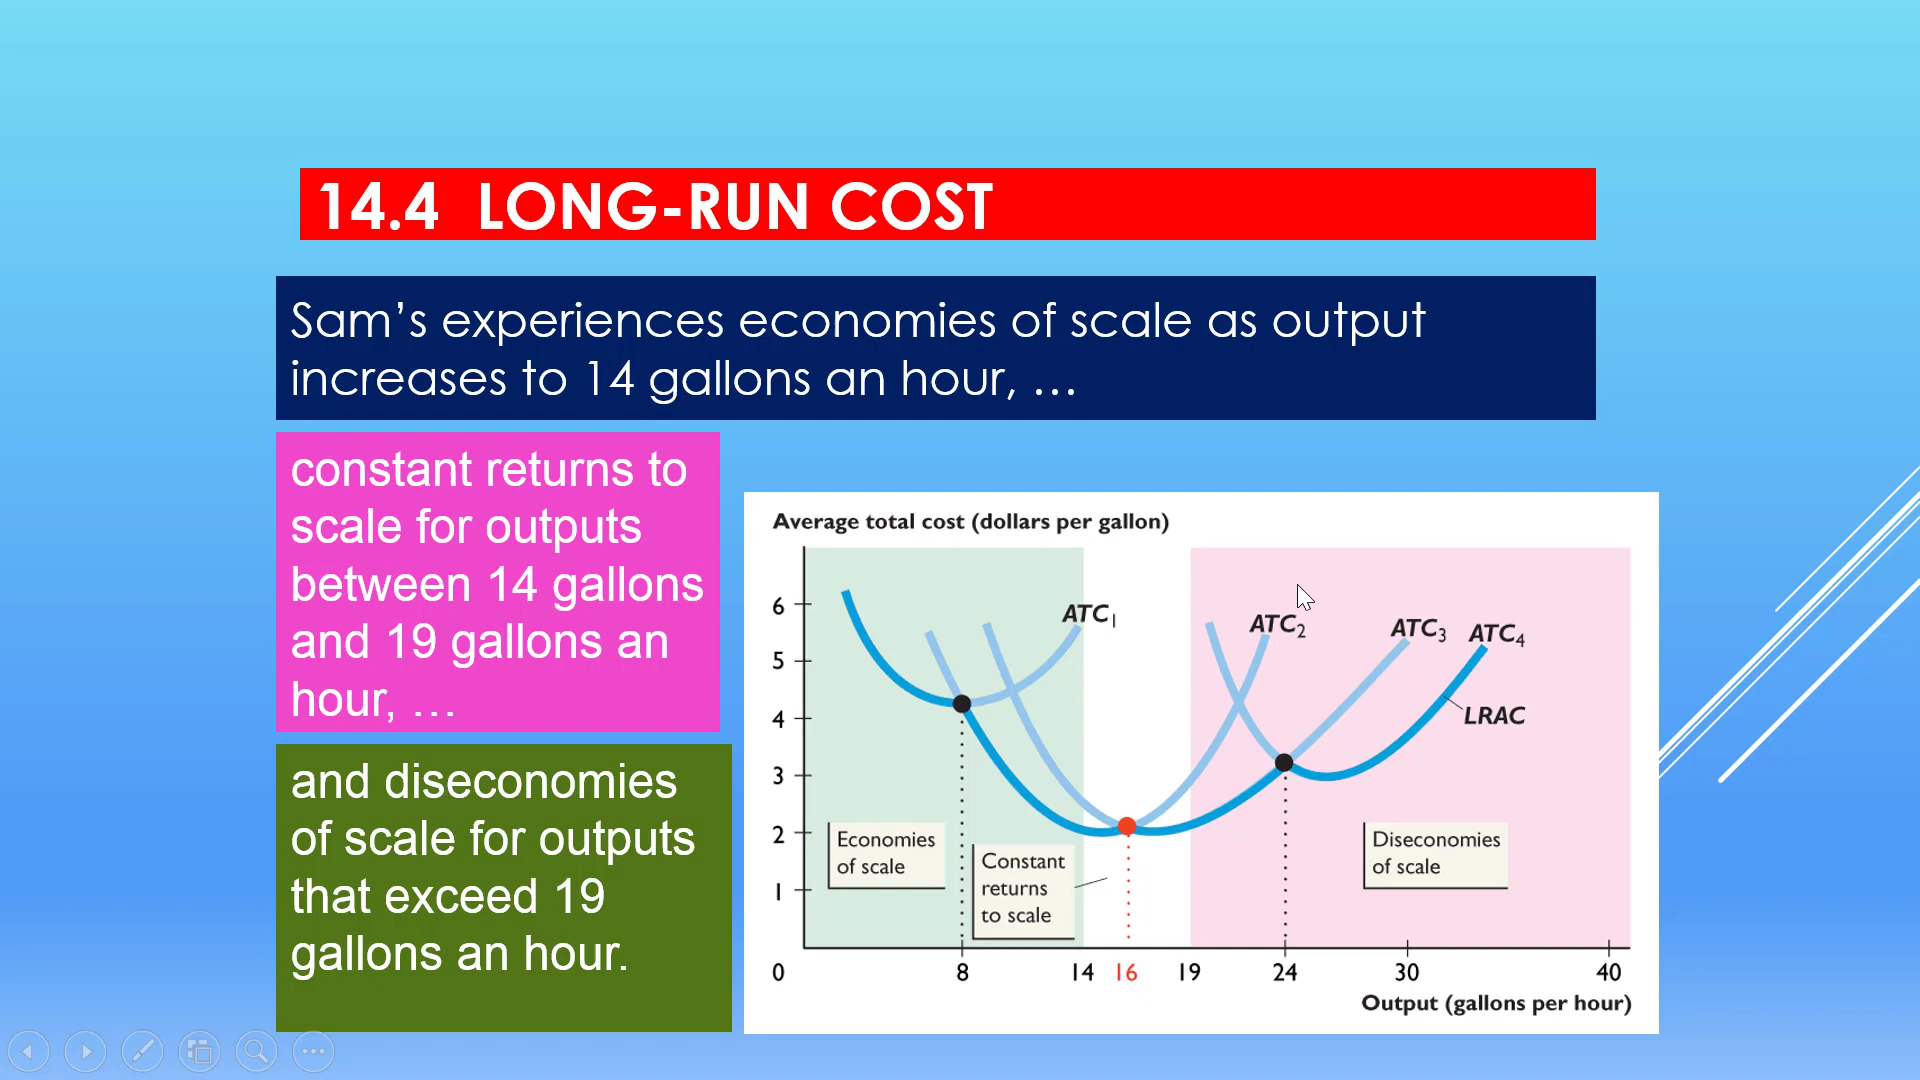 14.4 LONG-RUN COST
Sam’s experiences economies of scale as output
increases to 14 gallons an hour, …
constant returns to
scale for outputs
between 14 gallons
and 19 gallons an
hour, …
and diseconomies
of scale for outputs
that exceed 19
gallons an hour.
Average total cost (dollars per gallon)
6
5
4
3
2
1
0
ATC1
ATC2
ATC3
ATC4
LRAC
Economies
of scale
Constant
returns
to scale
Diseconomies
of scale
8 14 16 19 24 30 40
Output (gallons per hour)